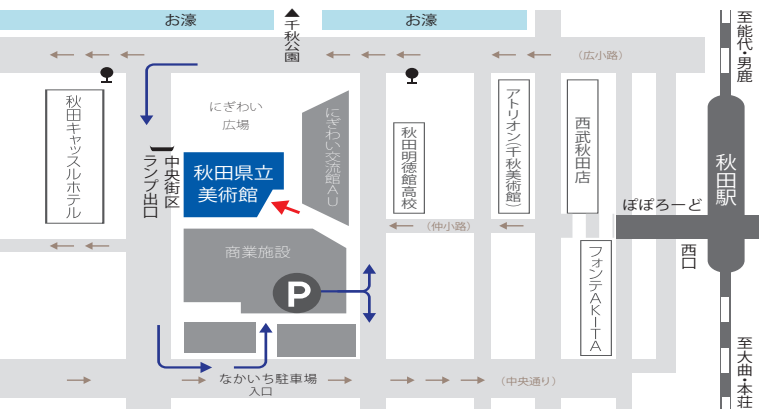 お濠
千秋公園
お濠
至能代・男鹿
(広小路)
秋田キャッスルホテル
にぎわい
広場
にぎわい交流館AU
秋田明徳館高校
アトリオン(千秋美術館)
西武秋田店
秋田駅
中央街区
ランプ出口
秋田県立
美術館
ぽぽろーど
(仲小路)
西口
商業施設
フォンテAKITA
P
なかいち駐車場
入口
(中央通り)
至大曲・本荘